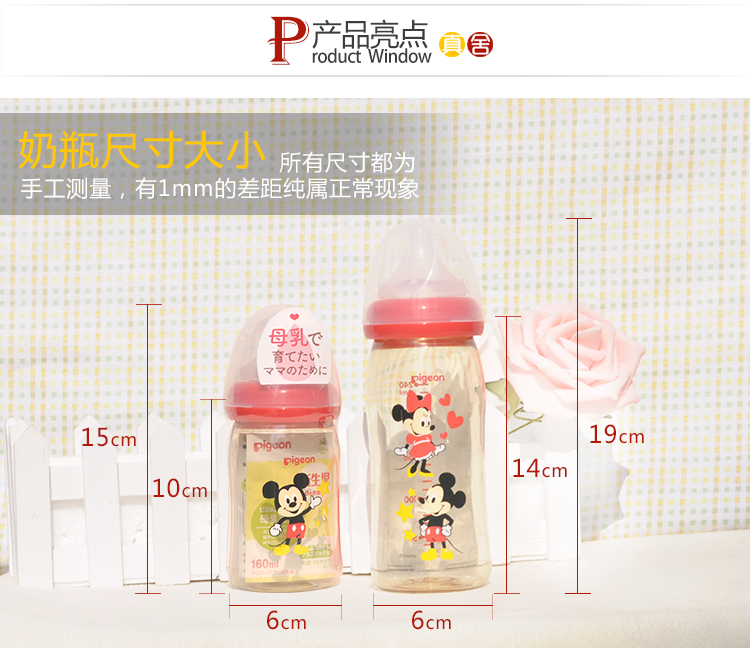 Product Window 产品亮点 真 舍
奶瓶尺寸大小 所有尺寸都为
手工测量，有1mm的差距纯属正常现象
母乳で
育てたい
ママのために
15cm
10cm
19cm
14cm
Pigeon
Pigeon
160ml
Pigeon
240
6cm
6cm